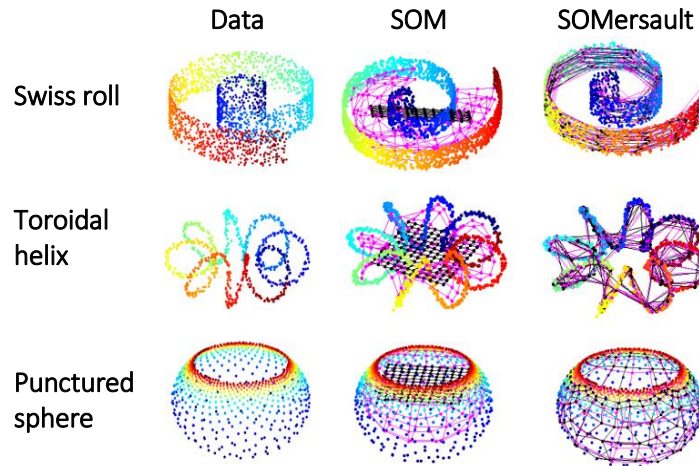 Data SOM SOMersault
Swiss roll
Toroidal
helix
Punctured
sphere